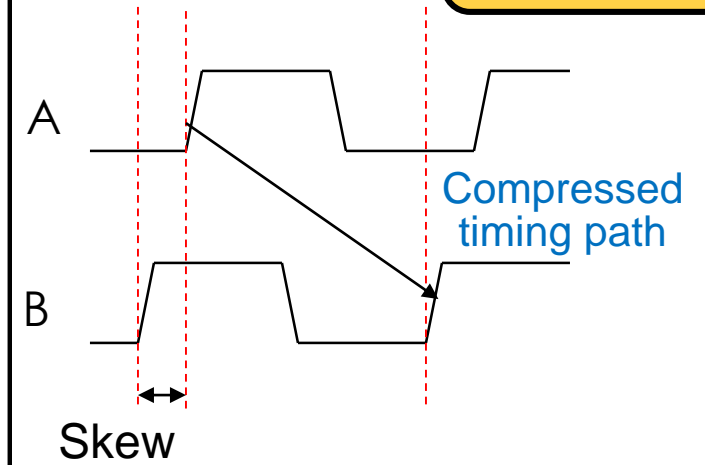 A
Compressed
timing path
B
Skew